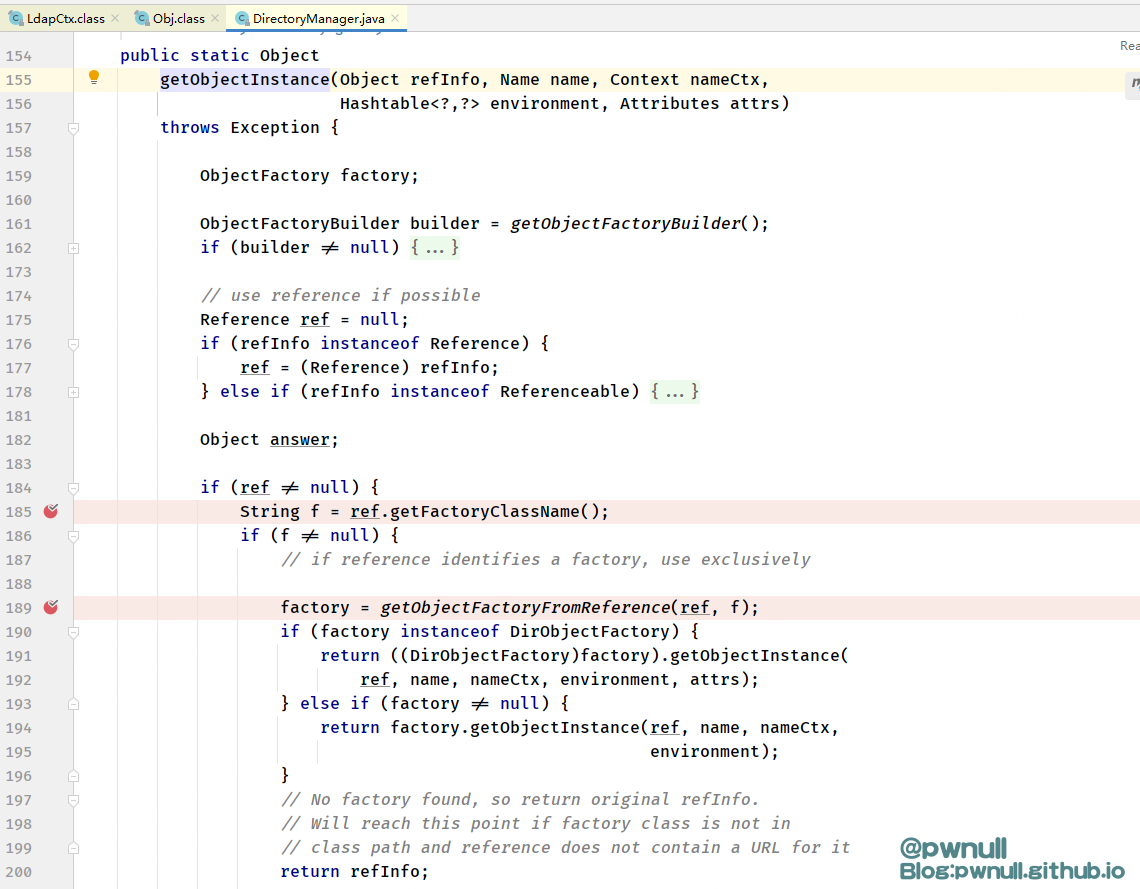 LdapCtx.class Obj.class DirectoryManager.java
Rea
154 public static Object
155 getObjectInstance(Object refInfo, Name name, Context nameCtx,
156 Hashtable<?,?> environment, Attributes attrs)
157 throws Exception {
158
159 ObjectFactory factory;
160
161 ObjectFactoryBuilder builder = getObjectFactoryBuilder();
162 if (builder ≠ null) {...}
173
174 // use reference if possible
175 Reference ref = null;
176 if (refInfo instanceof Reference) {
177 ref = (Reference) refInfo;
178 } else if (refInfo instanceof Referenceable) {...}
181
182 Object answer;
183
184 if (ref ≠ null) {
185 String f = ref.getFactoryClassName();
186 if (f ≠ null) {
187 // if reference identifies a factory, use exclusively
188
189 factory = getObjectFactoryFromReference(ref, f);
190 if (factory instanceof DirObjectFactory) {
191 return ((DirObjectFactory)factory).getObjectInstance(
192 ref, name, nameCtx, environment, attrs);
193 } else if (factory ≠ null) {
194 return factory.getObjectInstance(ref, name, nameCtx,
195 environment);
196 }
197 // No factory found, so return original refInfo.
198 // Will reach this point if factory class is not in
199 // class path and reference does not contain a URL for it
200 return refInfo;
@pwnull
Blog:pwnull.github.io